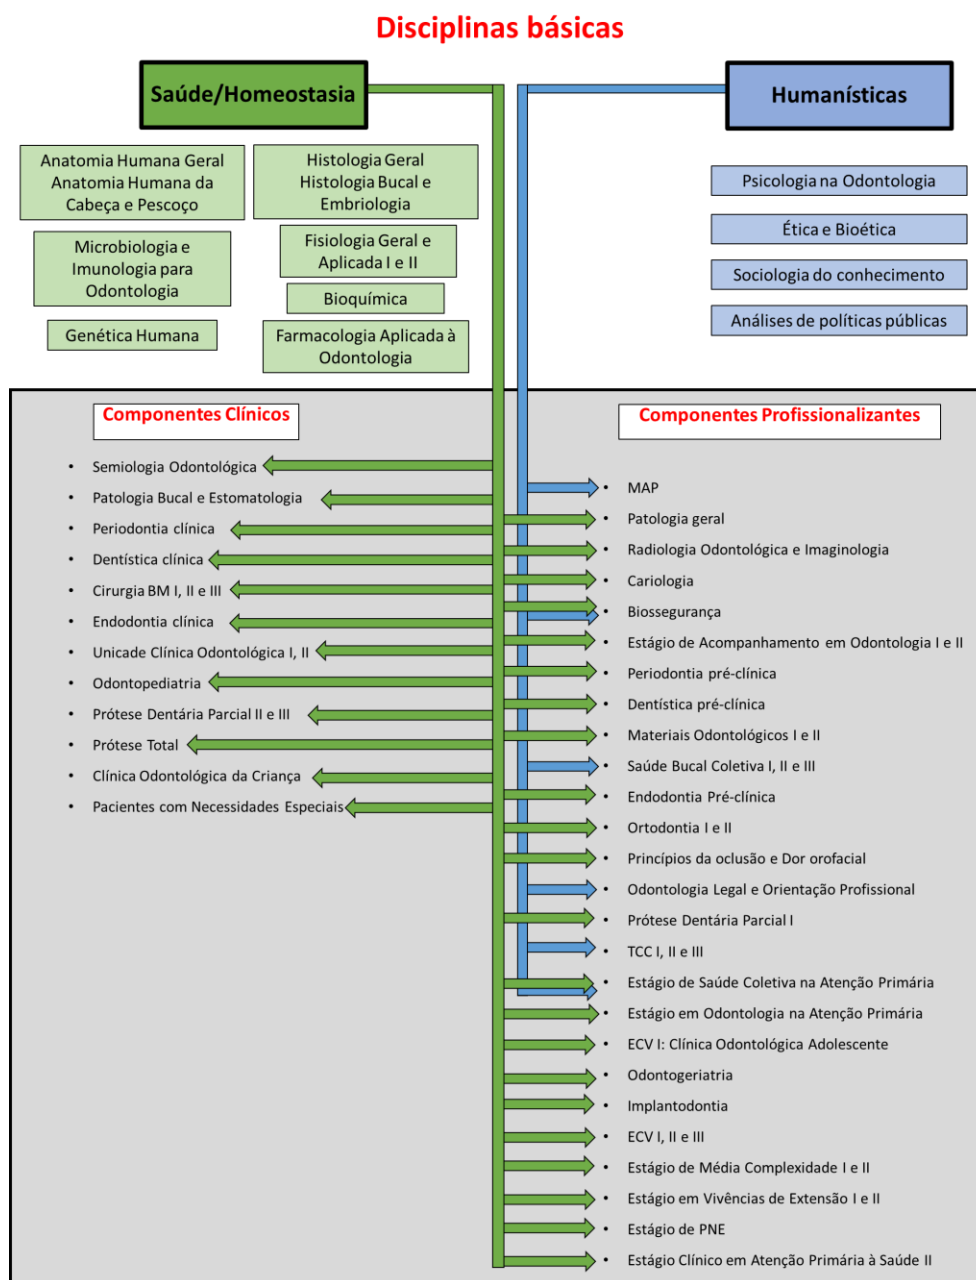 Disciplinas básicas
Saúde/Homeostasia
Humanísticas
Anatomia Humana Geral
Anatomia Humana da
Cabeça e Pescoço
Histologia Geral
Histologia Bucal e
Embriologia
Microbiologia e
Imunologia para
Odontologia
Fisiologia Geral e
Aplicada I e II
Bioquímica
Genética Humana
Farmacologia Aplicada à
Odontologia
Psicologia na Odontologia
Ética e Bioética
Sociologia do conhecimento
Análises de políticas públicas
Componentes Clínicos
• Semiologia Odontológica
• Patologia Bucal e Estomatologia
• Periodontia clínica
• Dentística clínica
• Cirurgia BM I, II e III
• Endodontia clínica
• Unicade Clínica Odontológica I, II
• Odontopediatria
• Prótese Dentária Parcial II e III
• Prótese Total
• Clínica Odontológica da Criança
• Pacientes com Necessidades Especiais
Componentes Profissionalizantes
• MAP
• Patologia geral
• Radiologia Odontológica e Imaginologia
• Cariologia
• Biossegurança
• Estágio de Acompanhamento em Odontologia I e II
• Periodontia pré-clínica
• Dentística pré-clínica
• Materiais Odontológicos I e II
• Saúde Bucal Coletiva I, II e III
• Endodontia Pré-clínica
• Ortodontia I e II
• Princípios da oclusão e Dor orofacial
• Odontologia Legal e Orientação Profissional
• Prótese Dentária Parcial I
• TCC I, II e III
• Estágio de Saúde Coletiva na Atenção Primária
• Estágio em Odontologia na Atenção Primária
• ECV I: Clínica Odontológica Adolescente
• Odontogeriatria
• Implantodontia
• ECV I, II e III
• Estágio de Média Complexidade I e II
• Estágio em Vivências de Extensão I e II
• Estágio de PNE
• Estágio Clínico em Atenção Primária à Saúde II